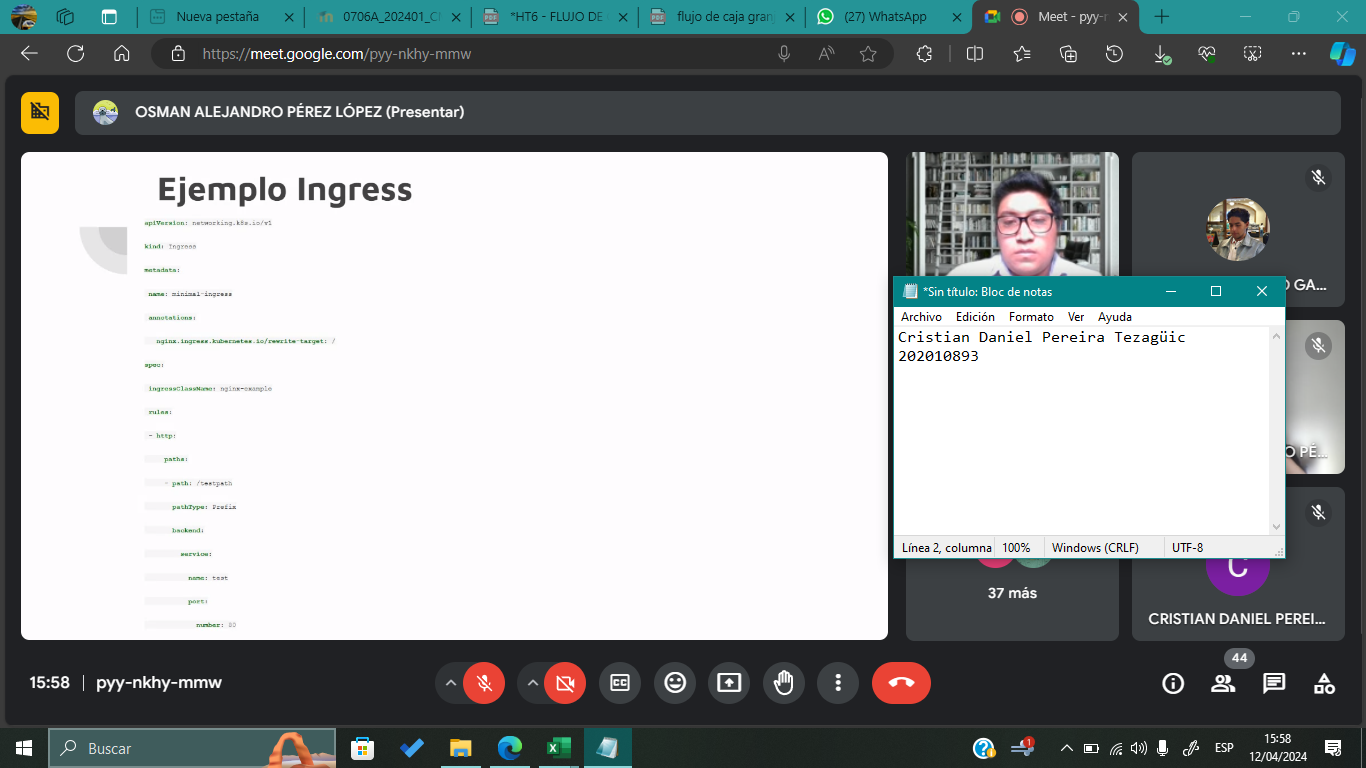 Nueva pestaña
0706A_202401_C
*HT6 - FLUJO DE
flujo de caja gran
(27) WhatsApp
Meet - pyy-n
https://meet.google.com/pyy-nkhy-mmw
OSMAN ALEJANDRO PÉREZ LÓPEZ (Presentar)
Ejemplo Ingress
apiVersion: networking.k8s.io/v1
kind: Ingress
metadata:
name: minimal-ingress
annotations:
nginx.ingress.kubernetes.io/rewrite-target: /
spec:
ingressClassName: nginx-example
rules:
- http:
paths:
- path: /testpath
pathType: Prefix
backend:
service:
name: test
port:
number: 80
GA...
*Sin título: Bloc de notas
Archivo Edición Formato Ver Ayuda
Cristian Daniel Pereira Tezagüic
202010893
Línea 2, columna 100% Windows (CRLF) UTF-8
O PÉ...
37 más
C
CRISTIAN DANIEL PEREI...
15:58 | pyy-nkhy-mmw
CC
44
Buscar
1
ESP
15:58
12/04/2024